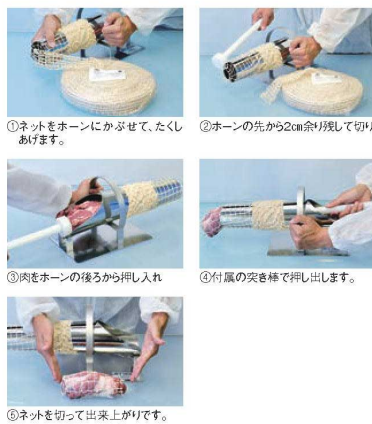 ①ネットをホーンにかぶせて、たくし
あげます。
②ホーンの先から2cm余り残して切り
③肉をホーンの後ろから押し入れ
④付属の突き棒で押し出します。
⑤ネットを切って出来上がりです。